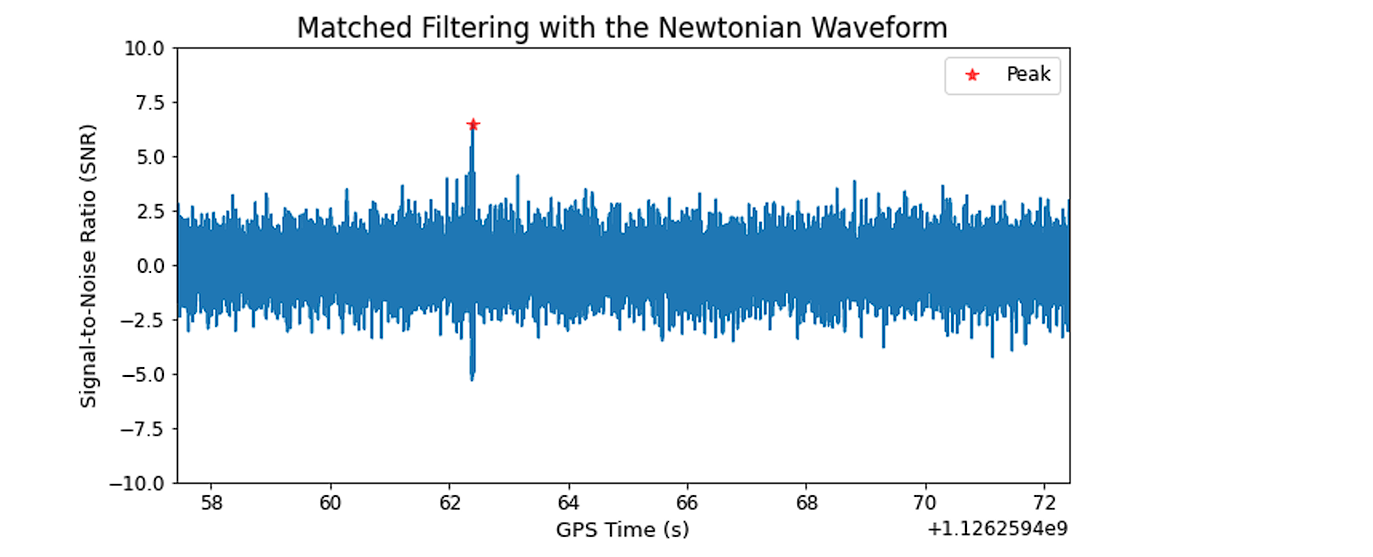 Matched Filtering with the Newtonian Waveform
Peak
Signal-to-Noise Ratio (SNR)
10.0
7.5
5.0
2.5
0.0
−2.5
−5.0
−7.5
−10.0
58 60 62 64 66 68 70 72
GPS Time (s)
+1.1262594e9